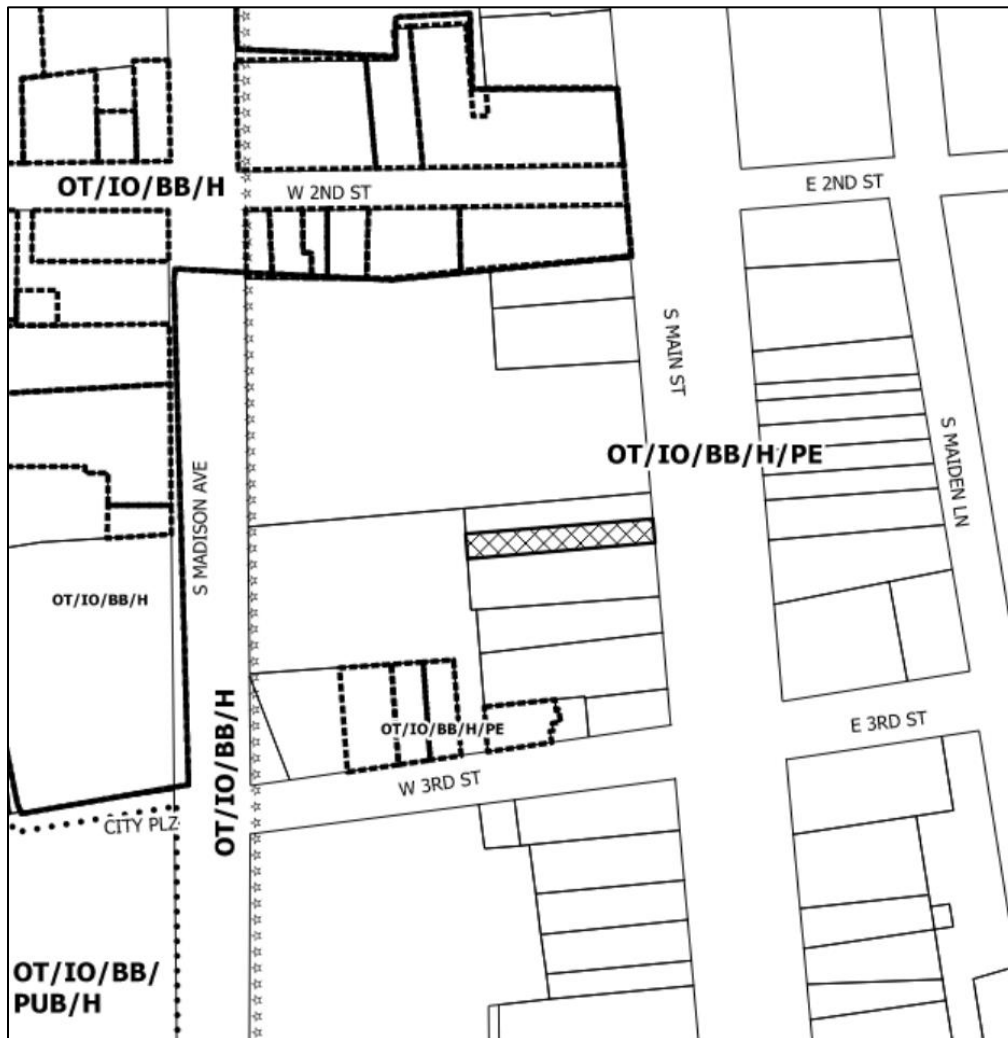 OT/IO/BB/H
W 2ND ST
E 2ND ST
S MAIN ST
OT/IO/BB/H/PE
S MAIDEN LN
S MADISON AVE
OT/IO/BB/H
OT/IO/BB/H
OT/IO/BB/H/PE
E 3RD ST
W 3RD ST
CITY PLZ
OT/IO/BB/
PUB/H